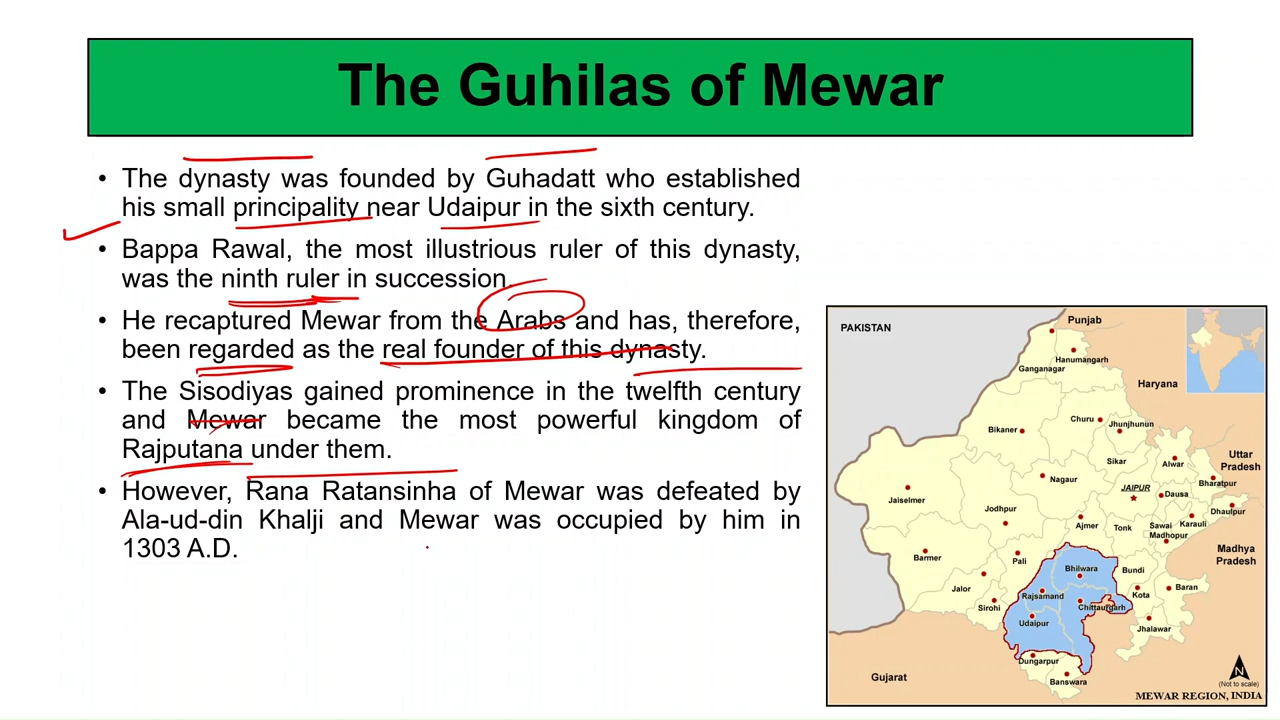 The Guhilas of Mewar
• The dynasty was founded by Guhadatt who established
his small principality near Udaipur in the sixth century.
• Bappa Rawal, the most illustrious ruler of this dynasty,
was the ninth ruler in succession.
• He recaptured Mewar from the Arabs and has, therefore,
been regarded as the real founder of this dynasty.
• The Sisodiyas gained prominence in the twelfth century
and Mewar became the most powerful kingdom of
Rajputana under them.
• However, Rana Ratansinha of Mewar was defeated by
Ala-ud-din Khalji and Mewar was occupied by him in
1303 A.D.
PAKISTAN
Punjab
Hanumangarh
Ganganagar
Haryana
Churu
Jhunjhunun
Bikaner
Sikar
Alwar
Uttar
Pradesh
Nagaur
Bharatpur
JAIPUR
Dausa
Jaiselmer
Jodhpur
Dhaulpur
Ajmer
Tonk
Sawai
Madhopur
Karauli
Barmer
Pali
Madhya
Pradesh
Bhilwara
Bundi
Jalor
Rajsamand
Kota
Baran
Sirohi
Chittaurgarh
Udaipur
Jhalawar
Dungarpur
Gujarat
Banswara
N
(Not to scale)
MEWAR REGION, INDIA